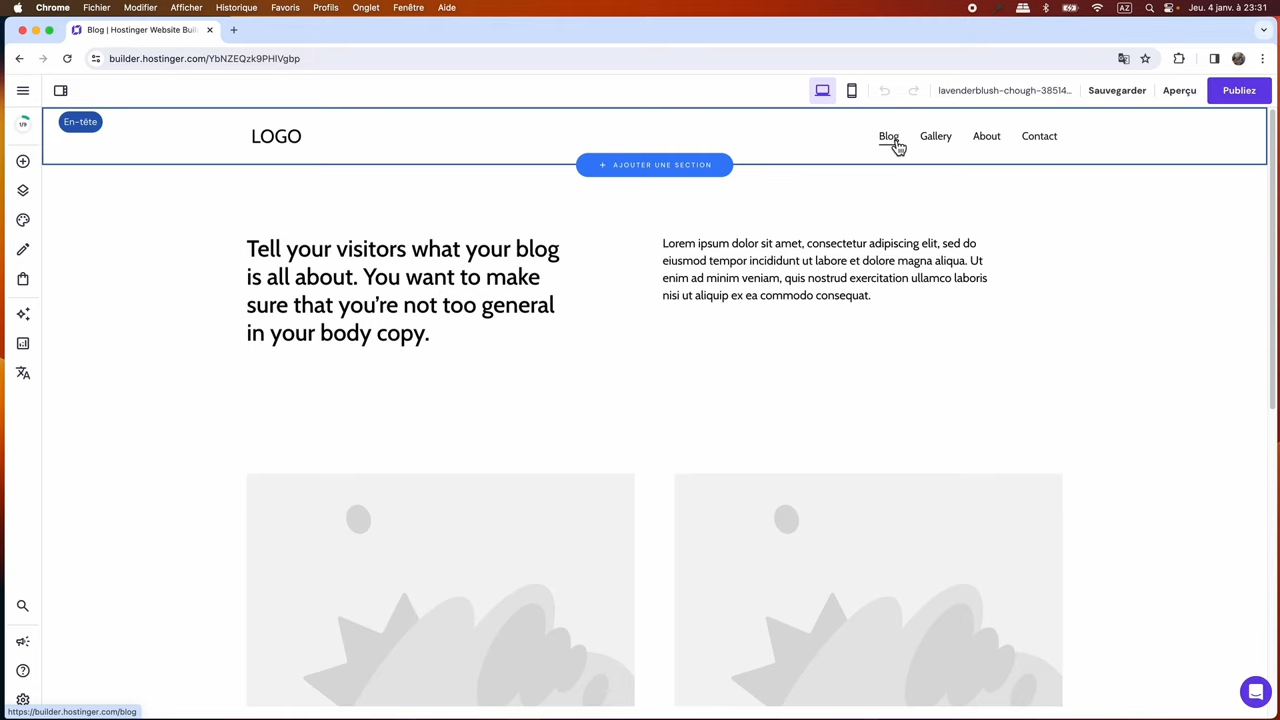 Chrome Fichier Modifier Afficher Historique Favoris Profils Onglet Fenêtre Aide AZ Jeu. 4 janv. à 23:31
Blog | Hostinger Website Buil
builder.hostinger.com/YbNZEQzk9PHIVgbp
lavenderblush-chough-38514... Sauvegarder Aperçu Publiez
1/9
En-tête
LOGO
Blog Gallery About Contact
+ AJOUTER UNE SECTION
Tell your visitors what your blog
is all about. You want to make
sure that you're not too general
in your body copy.
Lorem ipsum dolor sit amet, consectetur adipiscing elit, sed do
eiusmod tempor incididunt ut labore et dolore magna aliqua. Ut
enim ad minim veniam, quis nostrud exercitation ullamco laboris
nisi ut aliquip ex ea commodo consequat.
https://builder.hostinger.com/blog